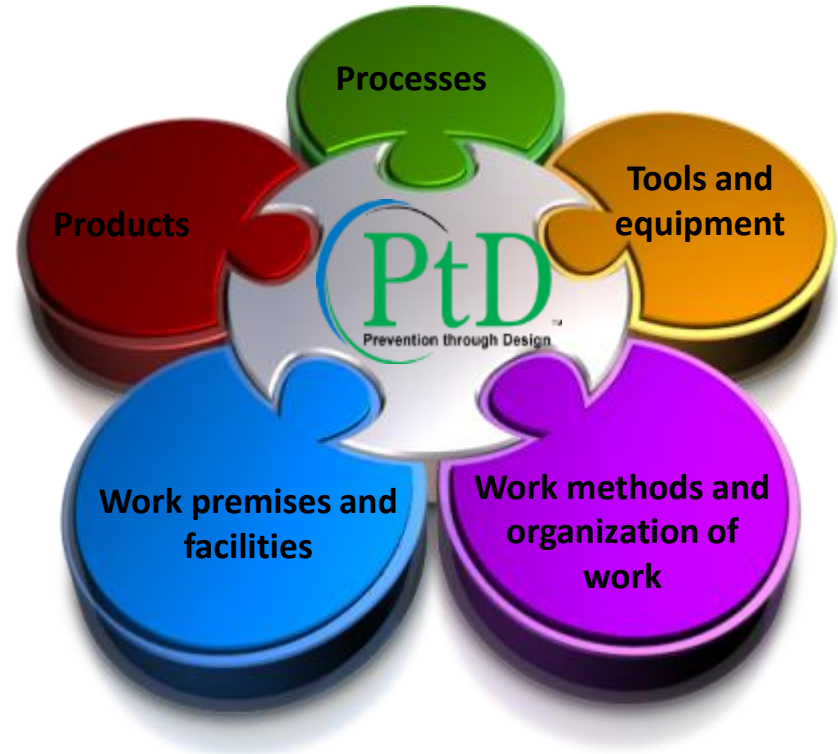 Processes
Tools and
equipment
Products
PtD
™
Prevention through Design
Work premises and
facilities
Work methods and
organization of
work